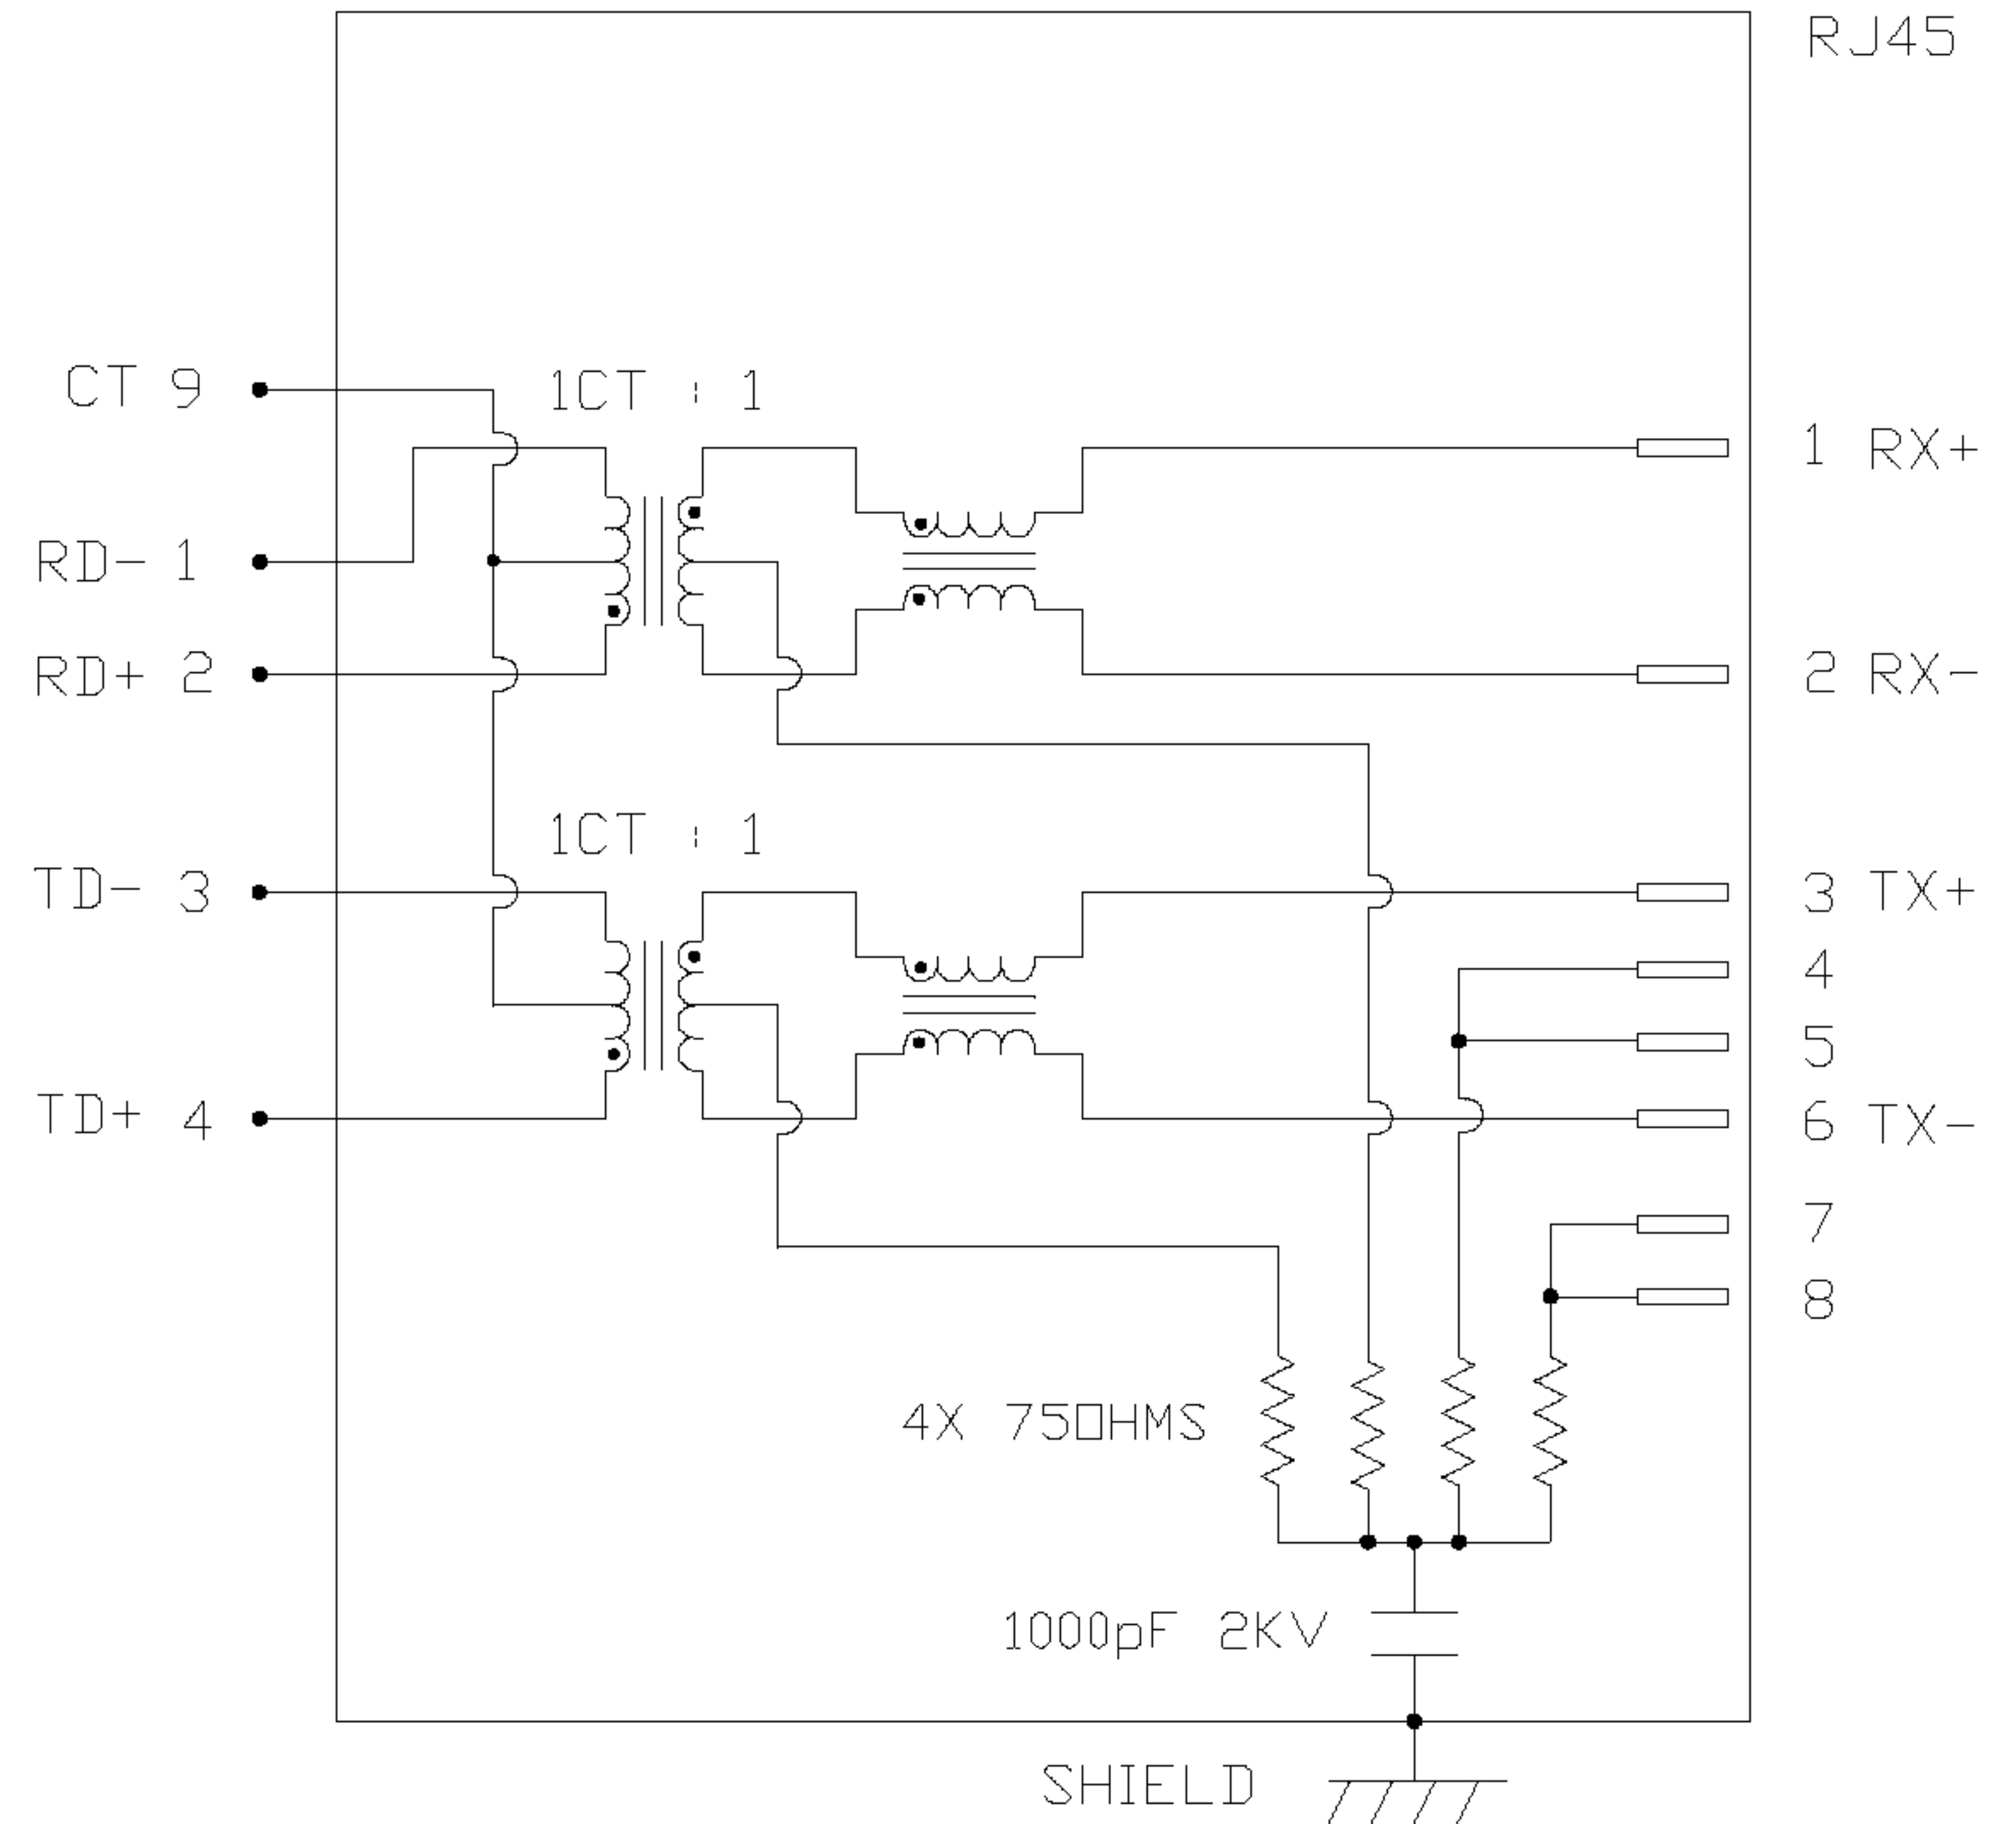 RJ45
CT 9
1CT : 1
1 RX+
RD- 1
RD+ 2
2 RX-
1CT : 1
TD- 3
3 TX+
4
5
TD+ 4
6 TX-
7
8
4X 75OHMS
1000pF 2KV
SHIELD